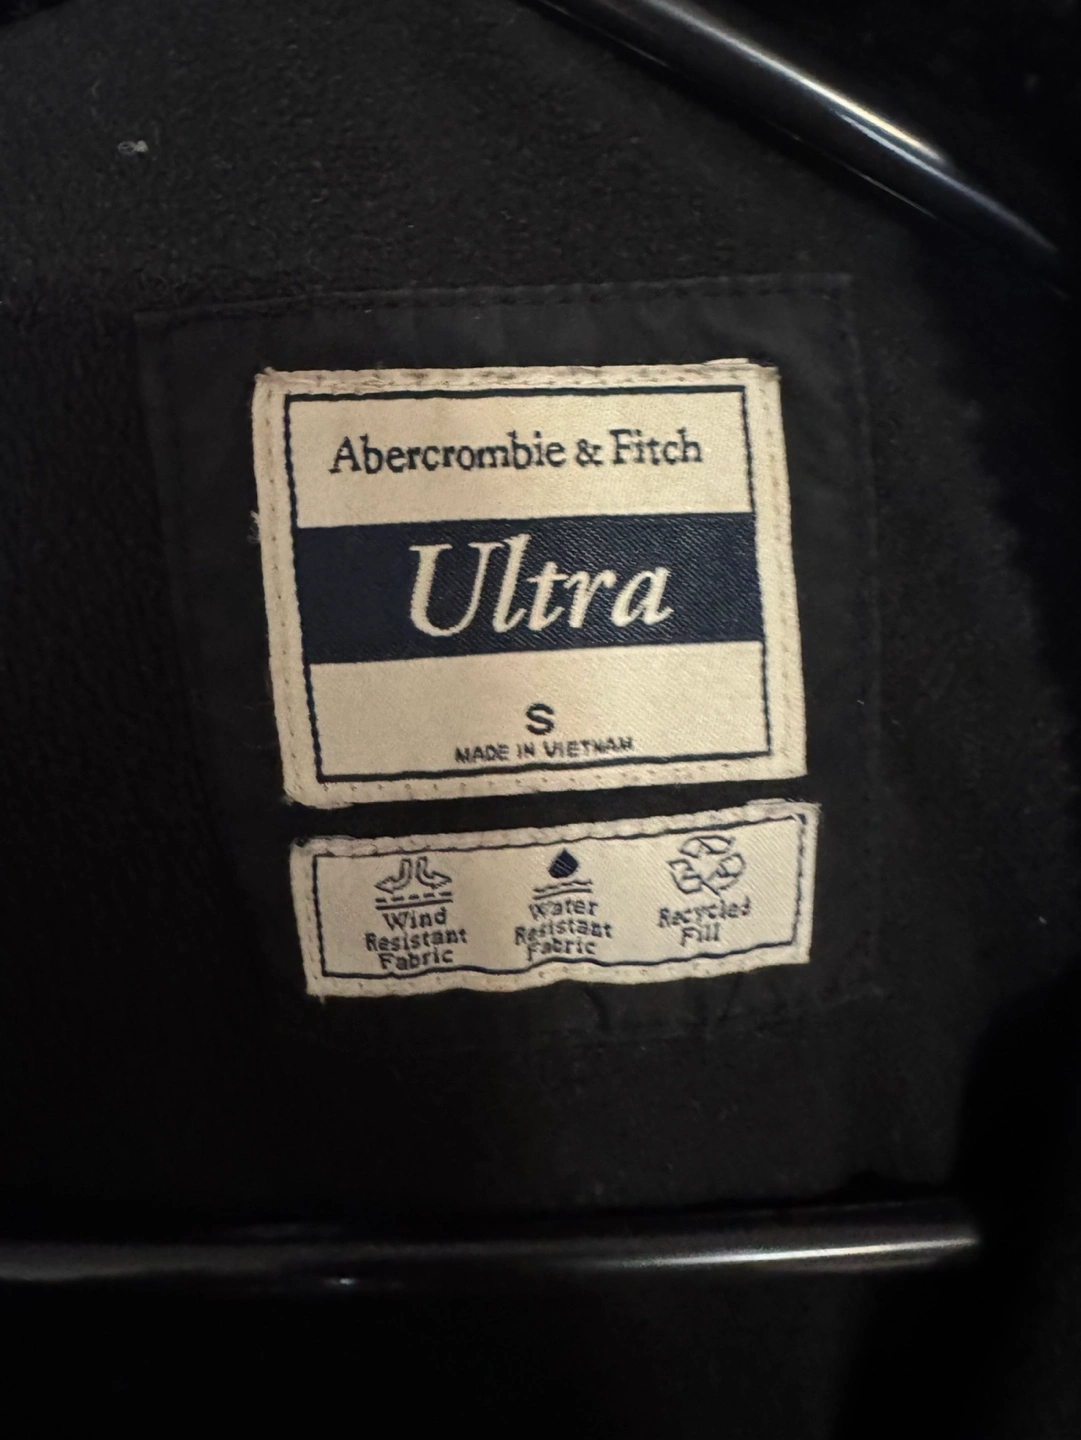 Abercrombie & Fitch
Ultra
S
MADE IN VIETNAM
Wind
Resistant
Fabric
Water
Resistant
Fabric
Recycled
Fill